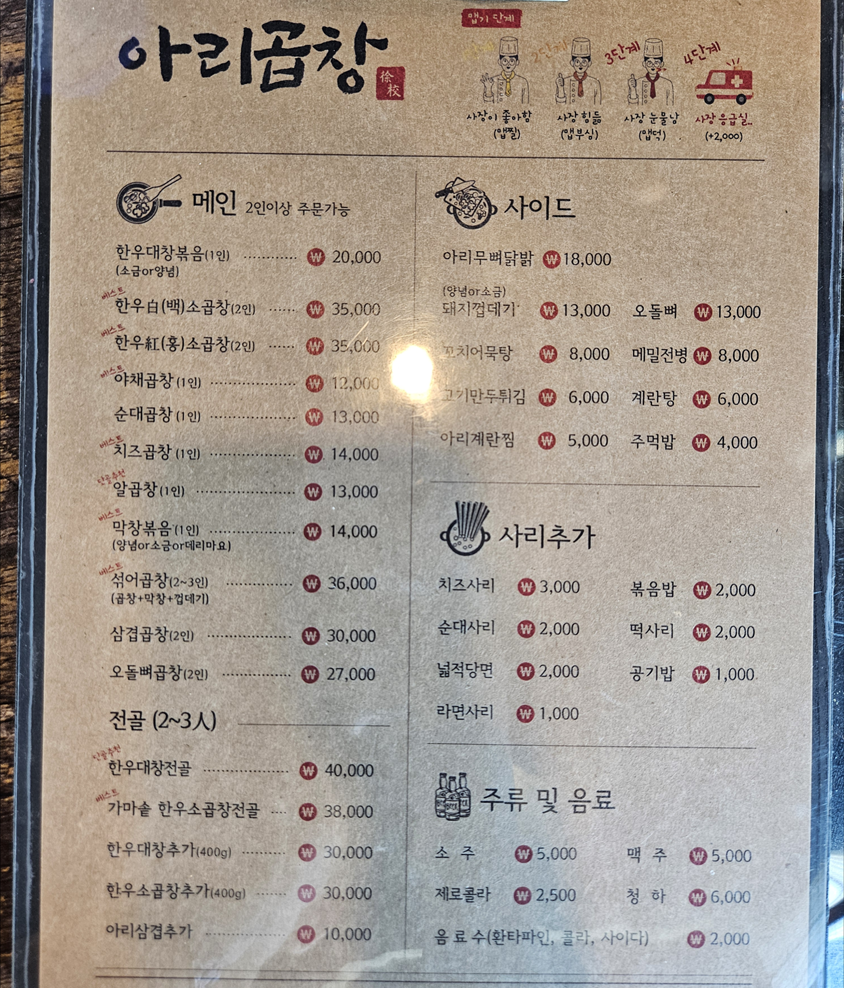 아리곱창
徐校
맵기 단계
2단계 3단계 4단계
사장이 좋아함 사장 힘듦 사장 눈물남 사장 응급실..
(맵찔) (맵부심) (맵덕) (+2,000)
메인 2인이상 주문가능
한우대창볶음(1인) ₩ 20,000
(소금or양념)
베스트
한우白(백)소곱창(2인) ₩ 35,000
베스트
한우紅(홍)소곱창(2인) ₩ 35,000
베스트
야채곱창(1인) ₩ 12,000
순대곱창(1인) ₩ 13,000
베스트
치즈곱창(1인) ₩ 14,000
알곱창(1인) ₩ 13,000
베스트
막창볶음(1인) ₩ 14,000
(양념or소금or데리마요)
베스트
섞어곱창(2~3인) ₩ 36,000
(곱창+막창+껍데기)
삼겹곱창(2인) ₩ 30,000
오돌뼈곱창(2인) ₩ 27,000
전골 (2~3人)
한우대창전골 ₩ 40,000
베스트
가마솥 한우소곱창전골 ₩ 38,000
한우대창추가(400g) ₩ 30,000
한우소곱창추가(400g) ₩ 30,000
아리삼겹추가 ₩ 10,000
사이드
아리무뼈닭발 ₩ 18,000
(양념or소금)
돼지껍데기 ₩ 13,000 오돌뼈 ₩ 13,000
꼬치어묵탕 ₩ 8,000 메밀전병 ₩ 8,000
고기만두튀김 ₩ 6,000 계란탕 ₩ 6,000
아리계란찜 ₩ 5,000 주먹밥 ₩ 4,000
사리추가
치즈사리 ₩ 3,000 볶음밥 ₩ 2,000
순대사리 ₩ 2,000 떡사리 ₩ 2,000
넓적당면 ₩ 2,000 공기밥 ₩ 1,000
라면사리 ₩ 1,000
주류 및 음료
소 주 ₩ 5,000 맥 주 ₩ 5,000
제로콜라 ₩ 2,500 청 하 ₩ 6,000
음 료 수(환타파인, 콜라, 사이다) ₩ 2,000